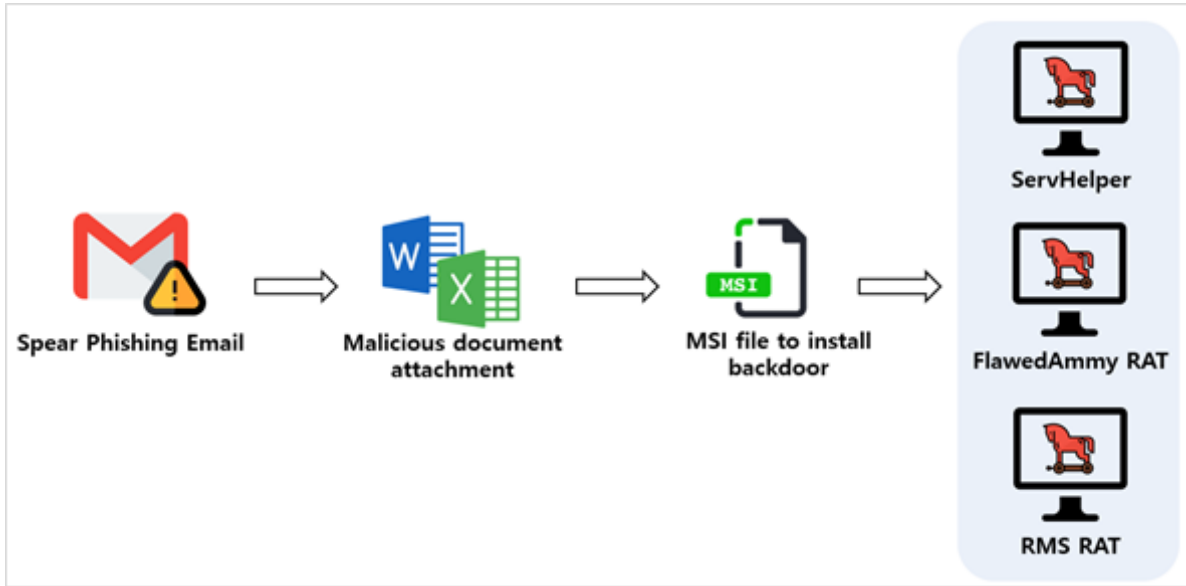 Spear Phishing Email
W
X
Malicious document
attachment
MSI
MSI file to install
backdoor
ServHelper
FlawedAmmy RAT
RMS RAT